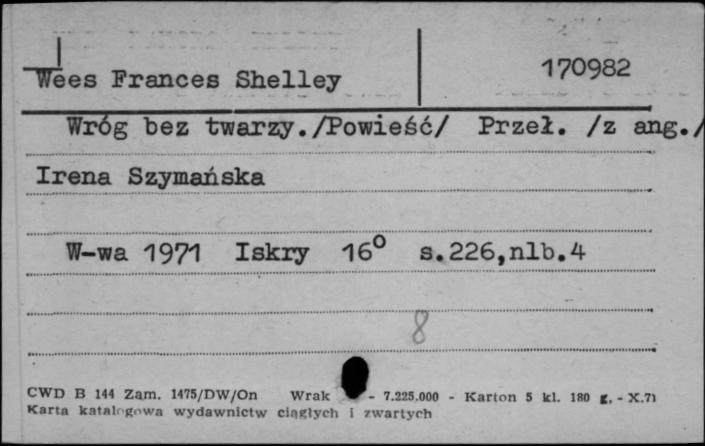 Wees Frances Shelley
170982
Wróg bez twarzy./Powieść/ Przeł. /z ang./
Irena Szymańska
W-wa 1971 Iskry 16° s.226,nlb.4
8
CWD B 144 Zam. 1475/DW/On Wrak - 7.225.000 - Karton 5 kl. 180 g. - X.71
Karta katalogowa wydawnictw ciągłych i zwartych